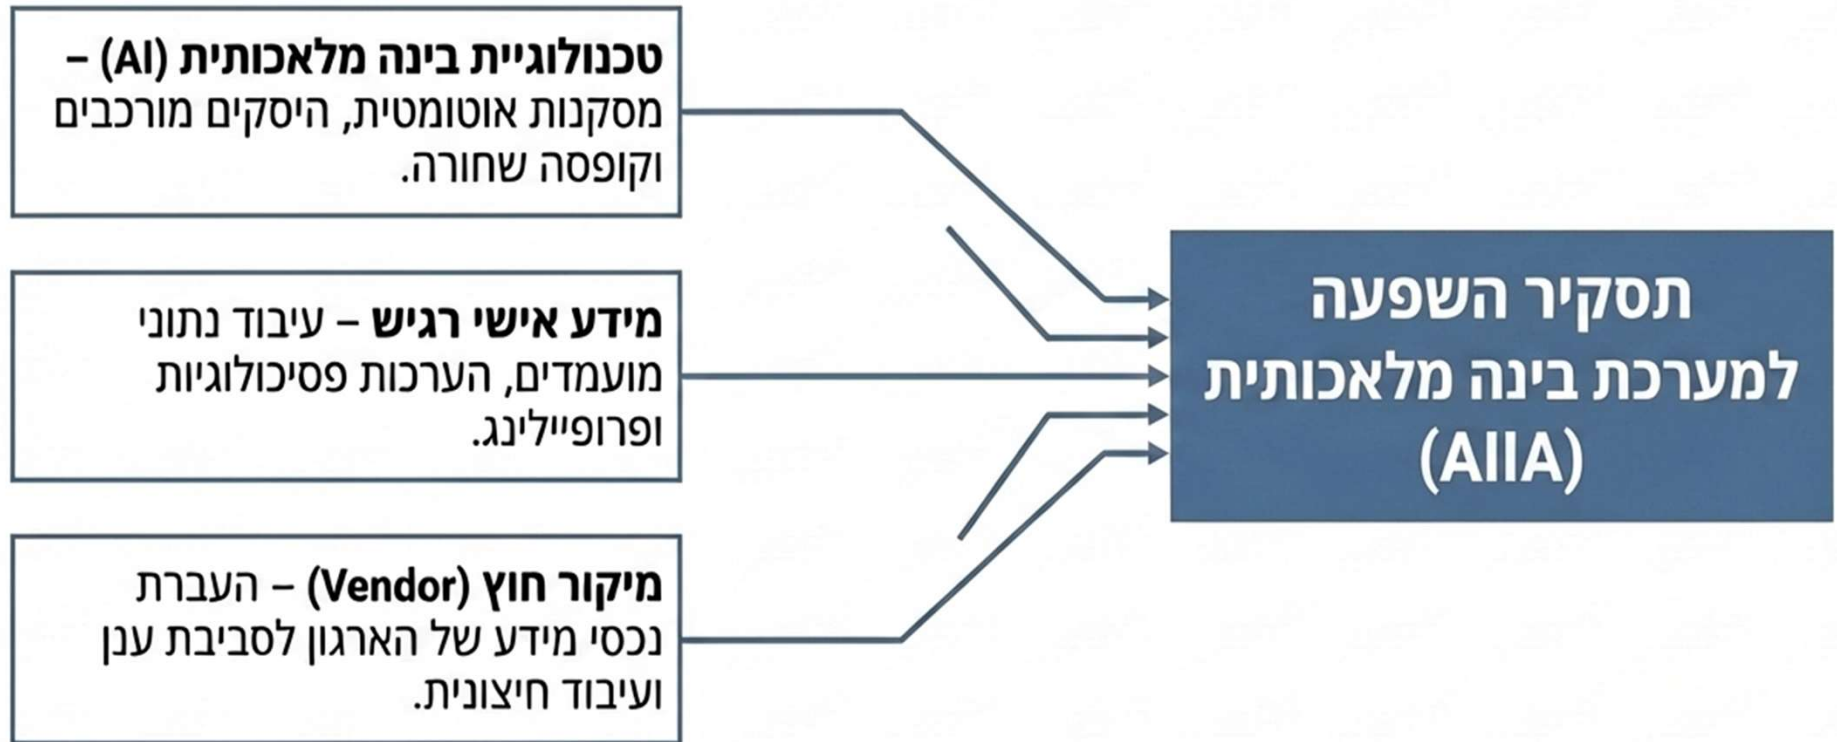 טכנולוגיית בינה מלאכותית (AI) –
מסקנות אוטומטית, היסקים מורכבים
וקופסה שחורה.
מידע אישי רגיש – עיבוד נתוני
מועמדים, הערכות פסיכולוגיות
ופרופיילינג.
מיקור חוץ (Vendor) – העברת
נכסי מידע של הארגון לסביבת ענן
ועיבוד חיצונית.
תסקיר השפעה
למערכת בינה מלאכותית
(AIIA)